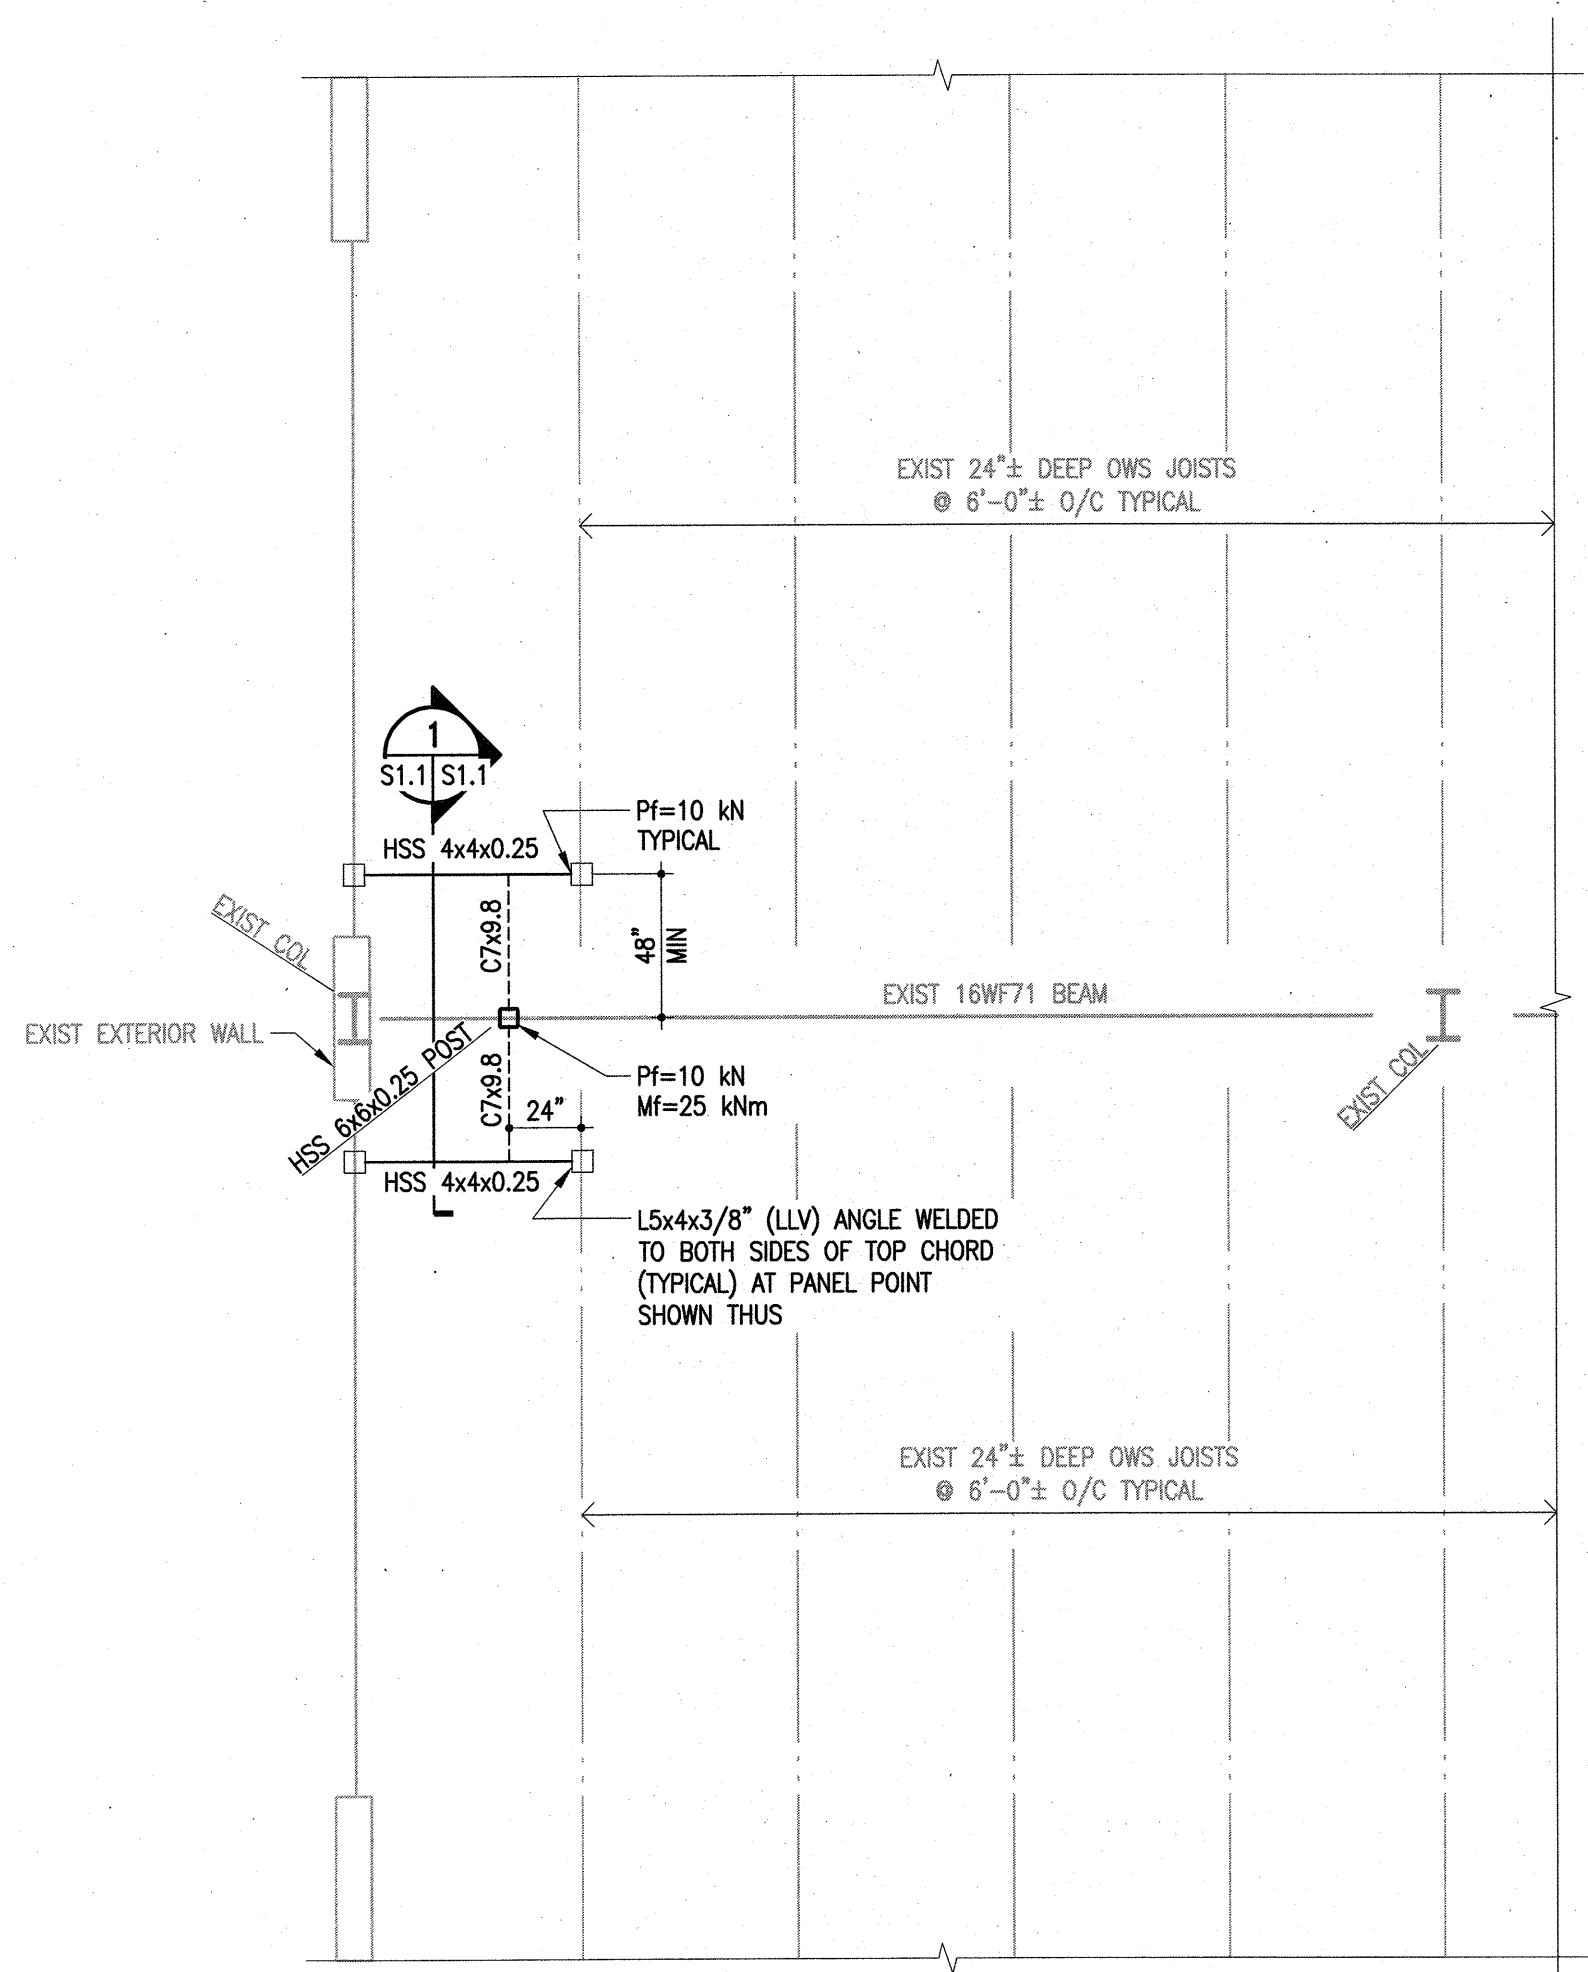 EXIST 24"± DEEP OWS JOISTS
@ 6'-0"± O/C TYPICAL
1
S1.1 S1.1
Pf=10 kN
TYPICAL
HSS 4x4x0.25
EXIST COL
C7x9.8
48"
MIN
EXIST 16WF71 BEAM
EXIST EXTERIOR WALL
HSS 6x6x0.25 POST
C7x9.8
24"
Pf=10 kN
Mf=25 kNm
EXIST COL
HSS 4x4x0.25
L5x4x3/8" (LLV) ANGLE WELDED
TO BOTH SIDES OF TOP CHORD
(TYPICAL) AT PANEL POINT
SHOWN THUS
EXIST 24"± DEEP OWS JOISTS
@ 6'-0"± O/C TYPICAL